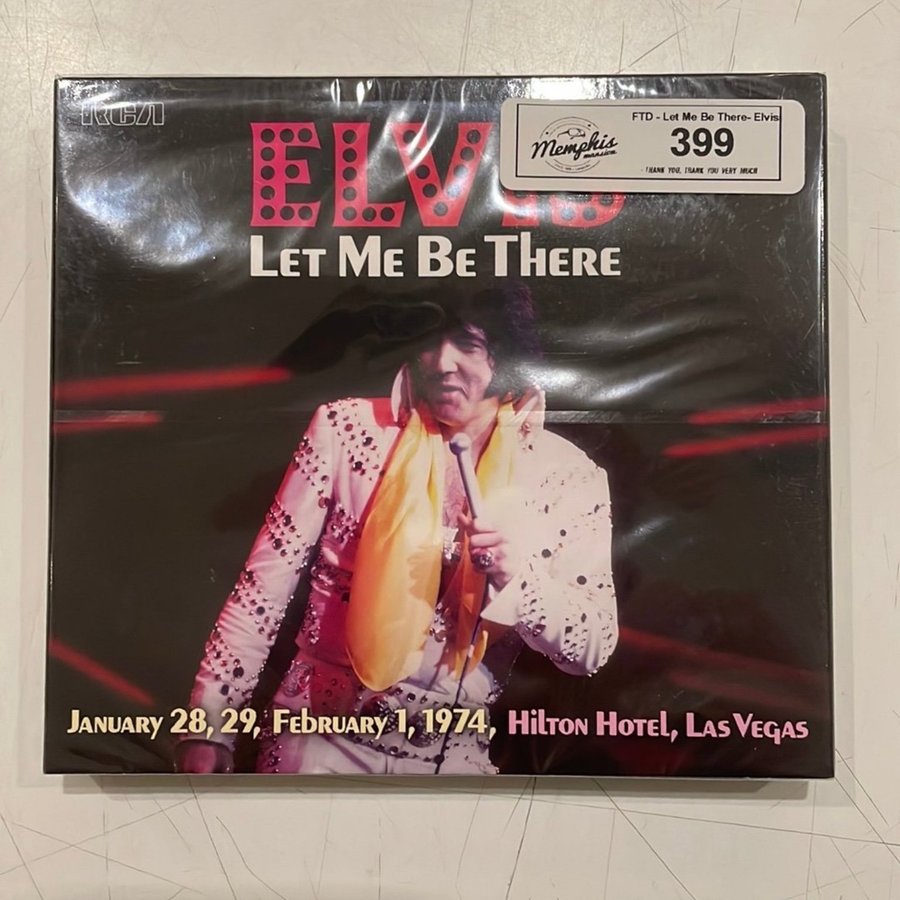 RCA
ELVIS
FTD - Let Me Be There- Elvis
Memphis
mansion
399
THANK YOU, THANK YOU VERY MUCH
LET ME BE THERE
JANUARY 28, 29, FEBRUARY 1, 1974, HILTON HOTEL, LAS VEGAS